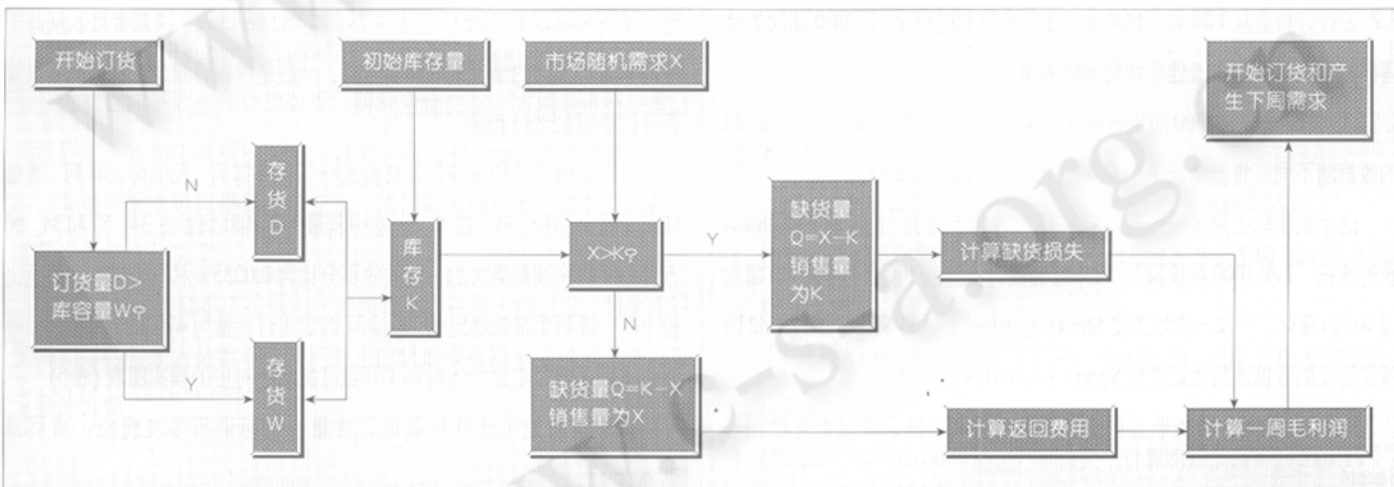 开始订货
初始库存量
市场随机需求X
开始订货和产
生下周需求
N
存
货
D
订货量D>
库容量W?
Y
存
货
W
库
存
K
X>K?
Y
N
缺货量
Q=X-K
销售量
为K
缺货量Q=K-X
销售量为X
计算缺货损失
计算返回费用
计算一周毛利润
www.c-s-a.org.cn